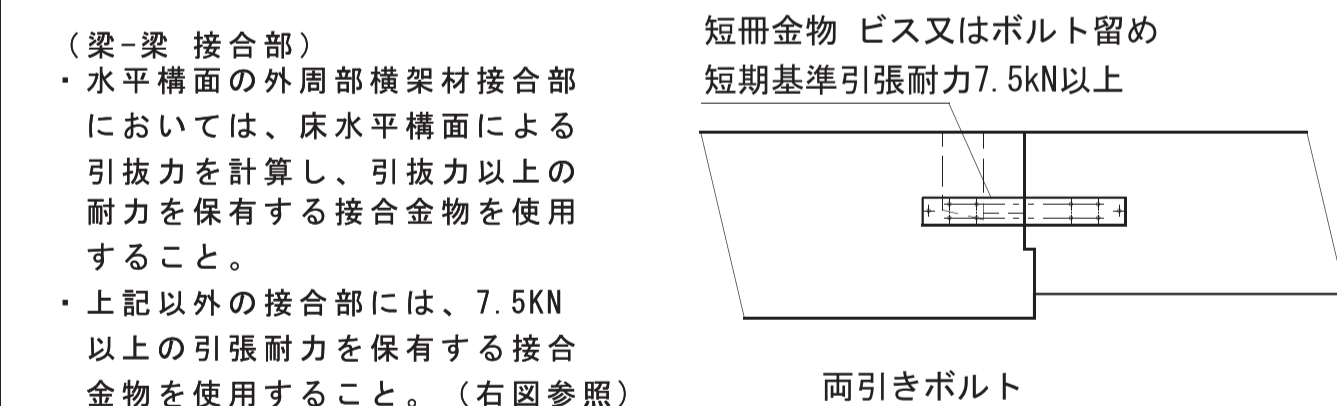 （梁-梁 接合部）
・水平構面の外周部横架材接合部
においては、床水平構面による
引抜力を計算し、引抜力以上の
耐力を保有する接合金物を使用
すること。
・上記以外の接合部には、7.5KN
以上の引張耐力を保有する接合
金物を使用すること。（右図参照）
短冊金物 ビス又はボルト留め
短期基準引張耐力7.5kN以上
両引きボルト